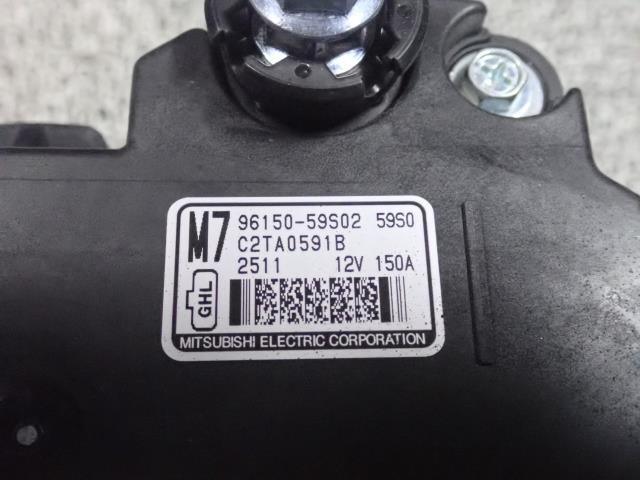 M7 96150-59S02 59S0
C2TA0591B
2511 12V 150A
GHL
MITSUBISHI ELECTRIC CORPORATION